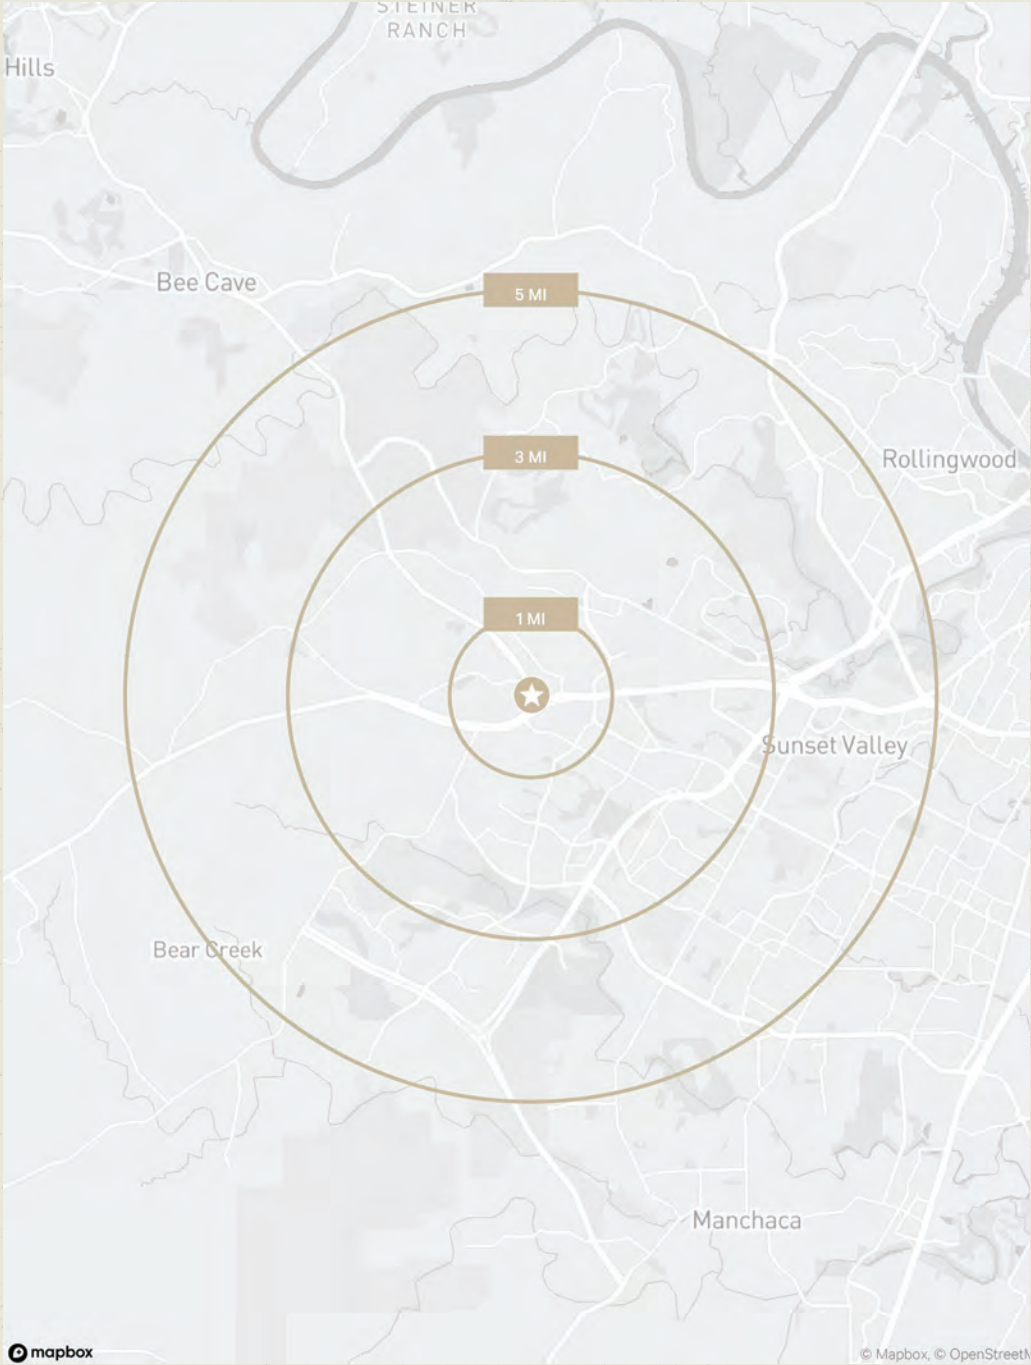 STEINER
RANCH
Hills
Bee Cave
5 MI
3 MI
Rollingwood
1 MI
Sunset Valley
Bear Creek
Manchaca
mapbox
© Mapbox, © OpenStreetM